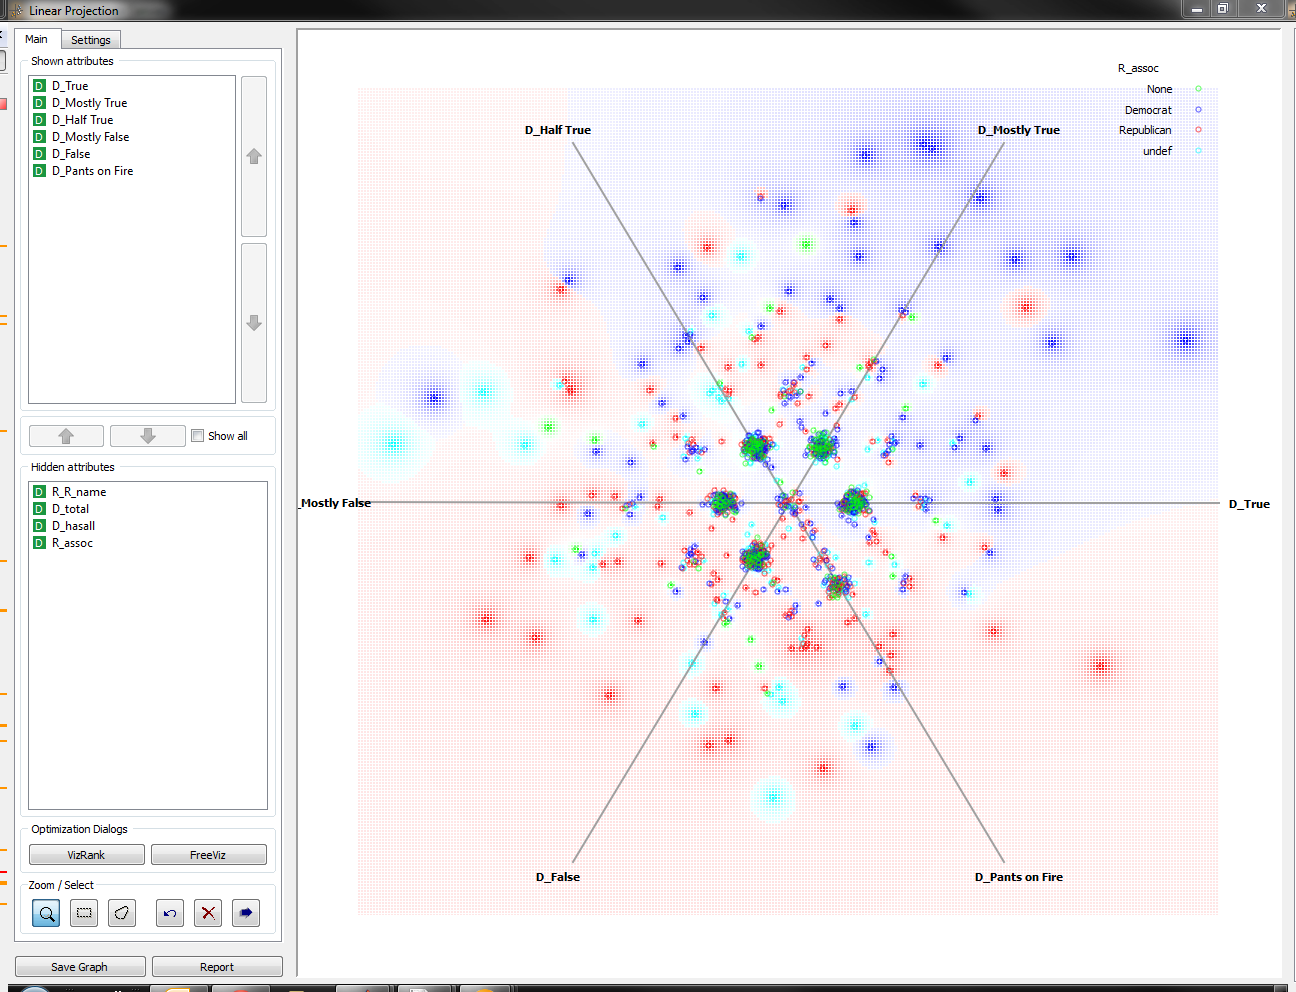 Linear Projection
Main
Settings
Shown attributes
D D_True
D D_Mostly True
D D_Half True
D D_Mostly False
D D_False
D D_Pants on Fire
Show all
Hidden attributes
D R_R_name
D D_total
D D_hasall
D R_assoc
Optimization Dialogs
VizRank
FreeViz
Zoom / Select
Save Graph
Report
R_assoc
None
Democrat
Republican
undef
D_Half True
D_Mostly True
_Mostly False
D_True
D_False
D_Pants on Fire